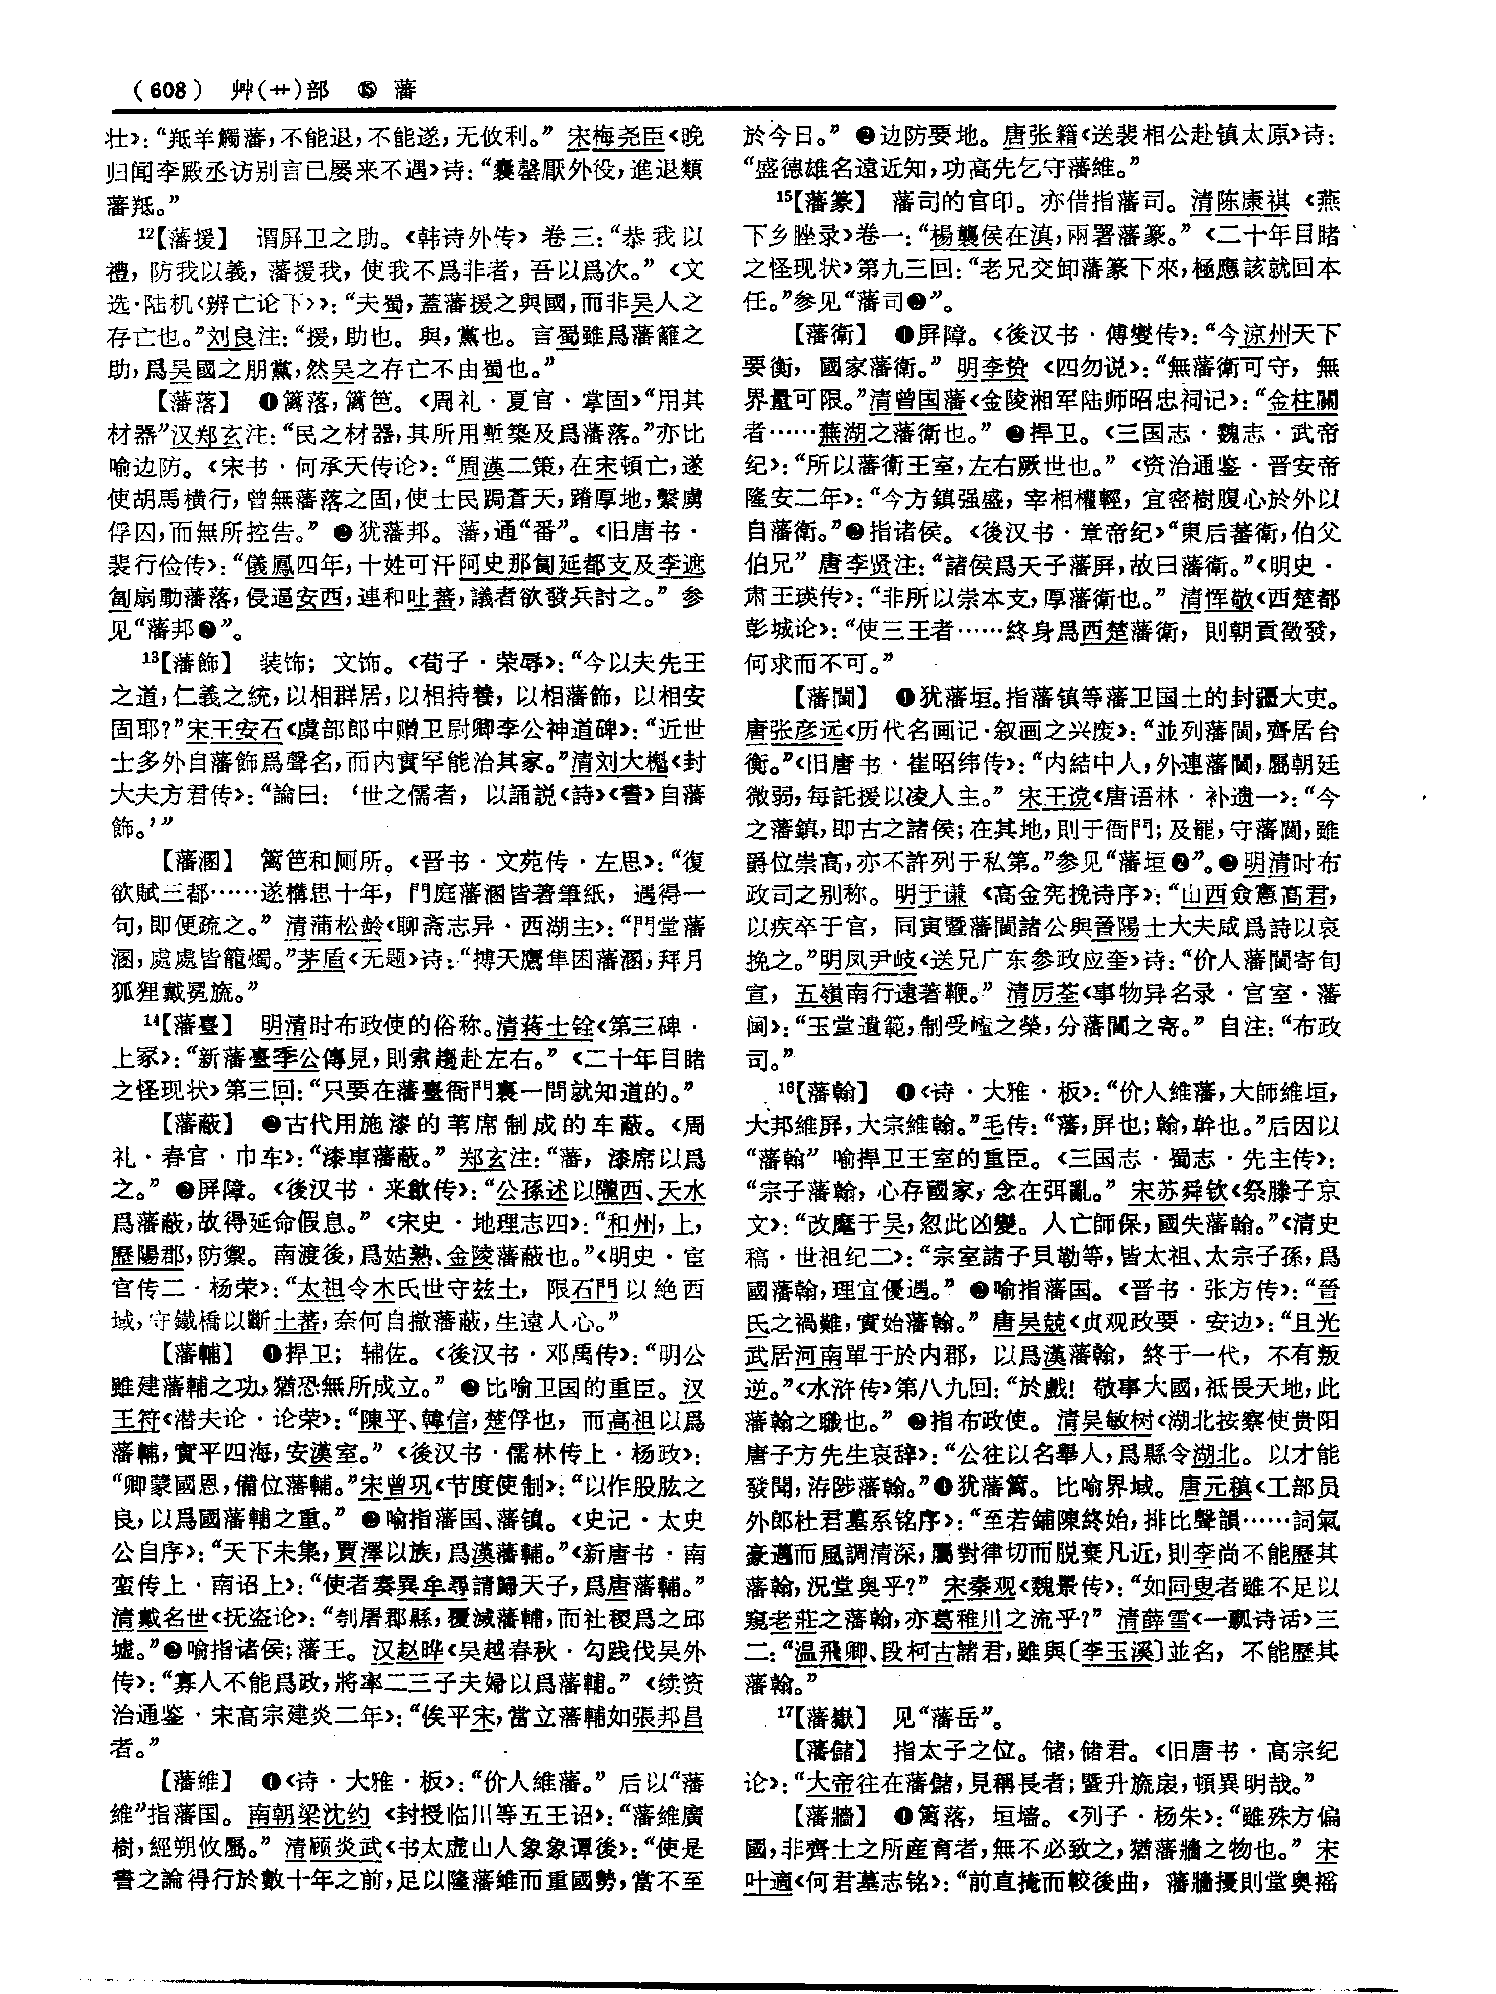 （608） 艸(艹)部 ⑮ 藩
壮》：“羝羊觸藩，不能退，不能遂，无攸利。” 宋梅尧臣《晚
归闻李殿丞访别言已屡来不遇》诗：“囊罄厭外役，進退類
藩羝。”
12【藩援】 谓屏卫之助。《韩诗外传》卷三：“恭我以
禮，防我以義，藩援我，使我不爲非者，吾以爲次。”《文
选·陆机〈辨亡论下〉》：“夫蜀，蓋藩援之與國，而非吴人之
存亡也。”刘良注：“援，助也。與，黨也。言蜀雖爲藩籬之
助，爲吴國之朋黨，然吴之存亡不由蜀也。”
【藩落】 ❶篱落，篱笆。《周礼·夏官·掌固》“用其
材器”汉郑玄注：“民之材器，其所用塹築及爲藩落。”亦比
喻边防。《宋书·何承天传论》：“周漢二策，在宋頓亡，遂
使胡馬横行，曾無藩落之固，使士民跼蒼天，蹐厚地，繫虜
俘囚，而無所控告。” ❷犹藩邦。藩，通“番”。《旧唐书·
裴行俭传》：“儀鳳四年，十姓可汗阿史那匐延都支及李遮
匐扇動藩落，侵逼安西，連和吐蕃，議者欲發兵討之。” 参
见“藩邦❷”。
13【藩飾】 装饰；文饰。《荀子·荣辱》：“今以夫先王
之道，仁義之统，以相群居，以相持養，以相藩飾，以相安
固耶？”宋王安石《虞部郎中赠卫尉卿李公神道碑》：“近世
士多外自藩飾爲聲名，而内實罕能治其家。”清刘大櫆《封
大夫方君传》：“論曰：‘世之儒者，以誦説《詩》《書》自藩
飾。’”
【藩溷】 篱笆和厕所。《晋书·文苑传·左思》：“復
欲賦三都……遂構思十年，門庭藩溷皆著筆紙，遇得一
句，即便疏之。” 清蒲松龄《聊斋志异·西湖主》：“門堂藩
溷，處處皆籠燭。”茅盾《无题》诗：“搏天鷹隼困藩溷，拜月
狐狸戴冕旒。”
14【藩臺】 明清时布政使的俗称。清蒋士铨《第三碑·
上冢》：“新藩臺季公傳見，則索趨赴左右。”《二十年目睹
之怪现状》第三回：“只要在藩臺衙門裏一問就知道的。”
【藩蔽】 ❶古代用施漆的苇席制成的车蔽。《周
礼·春官·巾车》：“漆車藩蔽。” 郑玄注：“藩，漆席以爲
之。” ❷屏障。《後汉书·来歙传》：“公孫述以隴西、天水
爲藩蔽，故得延命假息。”《宋史·地理志四》：“和州，上，
歷陽郡，防禦。南渡後，爲姑熟、金陵藩蔽也。”《明史·宦
官传二·杨荣》：“太祖令木氏世守兹土，限石門以絶西
域，守鐵橋以斷土蕃，奈何自撤藩蔽，生遠人心。”
【藩輔】 ❶捍卫；辅佐。《後汉书·邓禹传》：“明公
雖建藩輔之功，猶恐無所成立。” ❷比喻卫国的重臣。汉
王符《潜夫论·论荣》：“陳平、韓信，楚俘也，而高祖以爲
藩輔，實平四海，安漢室。”《後汉书·儒林传上·杨政》：
“卿蒙國恩，備位藩輔。”宋曾巩《节度使制》：“以作股肱之
良，以爲國藩輔之重。” ❸喻指藩国、藩镇。《史记·太史
公自序》：“天下未集，賈澤以族，爲漢藩輔。”《新唐书·南
蛮传上·南诏上》：“使者奏異牟尋請歸天子，爲唐藩輔。”
清戴名世《抚盗论》：“刳屠郡縣，覆滅藩輔，而社稷爲之邱
墟。”❹喻指诸侯；藩王。汉赵晔《吴越春秋·勾践伐吴外
传》：“寡人不能爲政，將率二三子夫婦以爲藩輔。”《续资
治通鉴·宋高宗建炎二年》：“俟平宋，當立藩輔如張邦昌
者。”
【藩維】 ❶《诗·大雅·板》：“价人維藩。” 后以“藩
維”指藩国。南朝梁沈约《封授临川等五王诏》：“藩維廣
樹，經朔攸屬。” 清顾炎武《书太虚山人象象谭後》：“使是
書之論得行於數十年之前，足以隆藩維而重國勢，當不至
於今日。” ❷边防要地。唐张籍《送裴相公赴镇太原》诗：
“盛德雄名遠近知，功高先乞守藩維。”
15【藩篆】 藩司的官印。亦借指藩司。清陈康祺《燕
下乡脞录》卷一：“楊襲侯在滇，兩署藩篆。”《二十年目睹
之怪现状》第九三回：“老兄交卸藩篆下來，極應該就回本
任。”参见“藩司❷”。
【藩衛】 ❶屏障。《後汉书·傅燮传》：“今凉州天下
要衡，國家藩衛。” 明李贽《四勿说》：“無藩衛可守，無
界量可限。”清曾国藩《金陵湘军陆师昭忠祠记》：“金柱關
者……蕪湖之藩衛也。” ❷捍卫。《三国志·魏志·武帝
纪》：“所以藩衛王室，左右厥世也。”《资治通鉴·晋安帝
隆安二年》：“今方鎮强盛，宰相權輕，宜密樹腹心於外以
自藩衛。”❸指诸侯。《後汉书·章帝纪》“東后蕃衛，伯父
伯兄” 唐李贤注：“諸侯爲天子藩屏，故曰藩衛。”《明史·
肃王瑛传》：“非所以崇本支，厚藩衛也。” 清恽敬《西楚都
彭城论》：“使三王者……終身爲西楚藩衛，則朝貢徵發，
何求而不可。”
【藩閫】 ❶犹藩垣。指藩镇等藩卫国土的封疆大吏。
唐张彦远《历代名画记·叙画之兴废》：“並列藩閫，齊居台
衡。”《旧唐书·崔昭纬传》：“内結中人，外連藩閫，屬朝廷
微弱，每託援以凌人主。” 宋王谠《唐语林·补遗一》：“今
之藩鎮，即古之諸侯；在其地，則于衙門；及罷，守藩閫，雖
爵位崇高，亦不許列于私第。”参见“藩垣❷”。❷明清时布
政司之别称。明于谦《高金宪挽诗序》：“山西僉憲高君，
以疾卒于官，同寅暨藩閫諸公與晋陽士大夫咸爲詩以哀
挽之。”明凤尹岐《送兄广东参政应奎》诗：“价人藩閫寄旬
宣，五嶺南行遠著鞭。” 清厉荃《事物异名录·官室·藩
阃》：“玉堂遺範，制受幢之榮，分藩閫之寄。” 自注：“布政
司。”
16【藩翰】 ❶《诗·大雅·板》：“价人維藩，大師維垣，
大邦維屏，大宗維翰。”毛传：“藩，屏也；翰，幹也。”后因以
“藩翰” 喻捍卫王室的重臣。《三国志·蜀志·先主传》：
“宗子藩翰，心存國家，念在弭亂。” 宋苏舜钦《祭滕子京
文》：“改麾于吴，忽此凶變。人亡師保，國失藩翰。”《清史
稿·世祖纪二》：“宗室諸子貝勒等，皆太祖、太宗子孫，爲
國藩翰，理宜優遇。” ❷喻指藩国。《晋书·张方传》：“晉
氏之禍難，實始藩翰。” 唐吴兢《贞观政要·安边》：“且光
武居河南單于於内郡，以爲漢藩翰，終于一代，不有叛
逆。”《水浒传》第八九回：“於戲！敬事大國，祗畏天地，此
藩翰之職也。” ❸指布政使。清吴敏树《湖北按察使贵阳
唐子方先生哀辞》：“公往以名舉人，爲縣令湖北。以才能
發聞，洊陟藩翰。”❹犹藩篱。比喻界域。唐元稹《工部员
外郎杜君墓系铭序》：“至若鋪陳終始，排比聲韻……詞氣
豪邁而風調清深，屬對律切而脱棄凡近，則李尚不能歷其
藩翰，況堂奥乎？” 宋秦观《魏景传》：“如同叟者雖不足以
窺老莊之藩翰，亦葛稚川之流乎？” 清薛雪《一瓢诗话》三
二：“温飛卿、段柯古諸君，雖與〔李玉溪〕並名，不能歷其
藩翰。”
17【藩嶽】 见“藩岳”。
【藩儲】 指太子之位。储，储君。《旧唐书·高宗纪
论》：“大帝往在藩儲，見稱長者；暨升旒扆，頓異明哉。”
【藩牆】 ❶篱落，垣墙。《列子·杨朱》：“雖殊方偏
國，非齊土之所産育者，無不必致之，猶藩牆之物也。” 宋
叶適《何君墓志铭》：“前直掩而較後曲，藩牆擾則堂奥摇